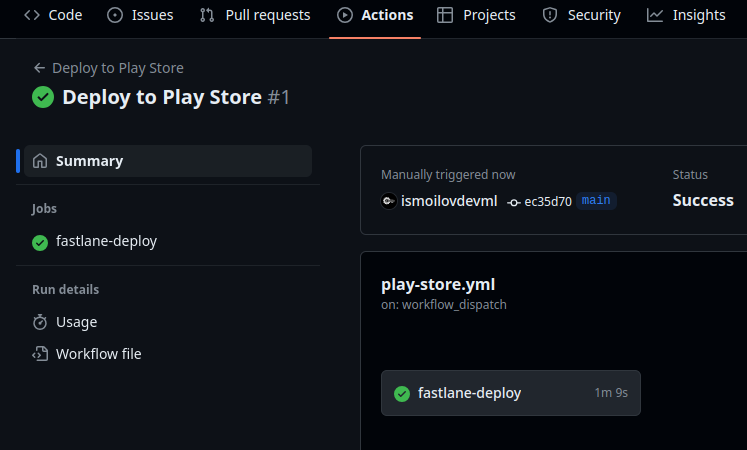 Code Issues Pull requests Actions Projects Security Insights
Deploy to Play Store
Deploy to Play Store #1
Summary
Jobs
fastlane-deploy
Run details
Usage
Workflow file
Manually triggered now
ismoilovdevml ec35d70 main
Status
Success
play-store.yml
on: workflow_dispatch
fastlane-deploy 1m 9s